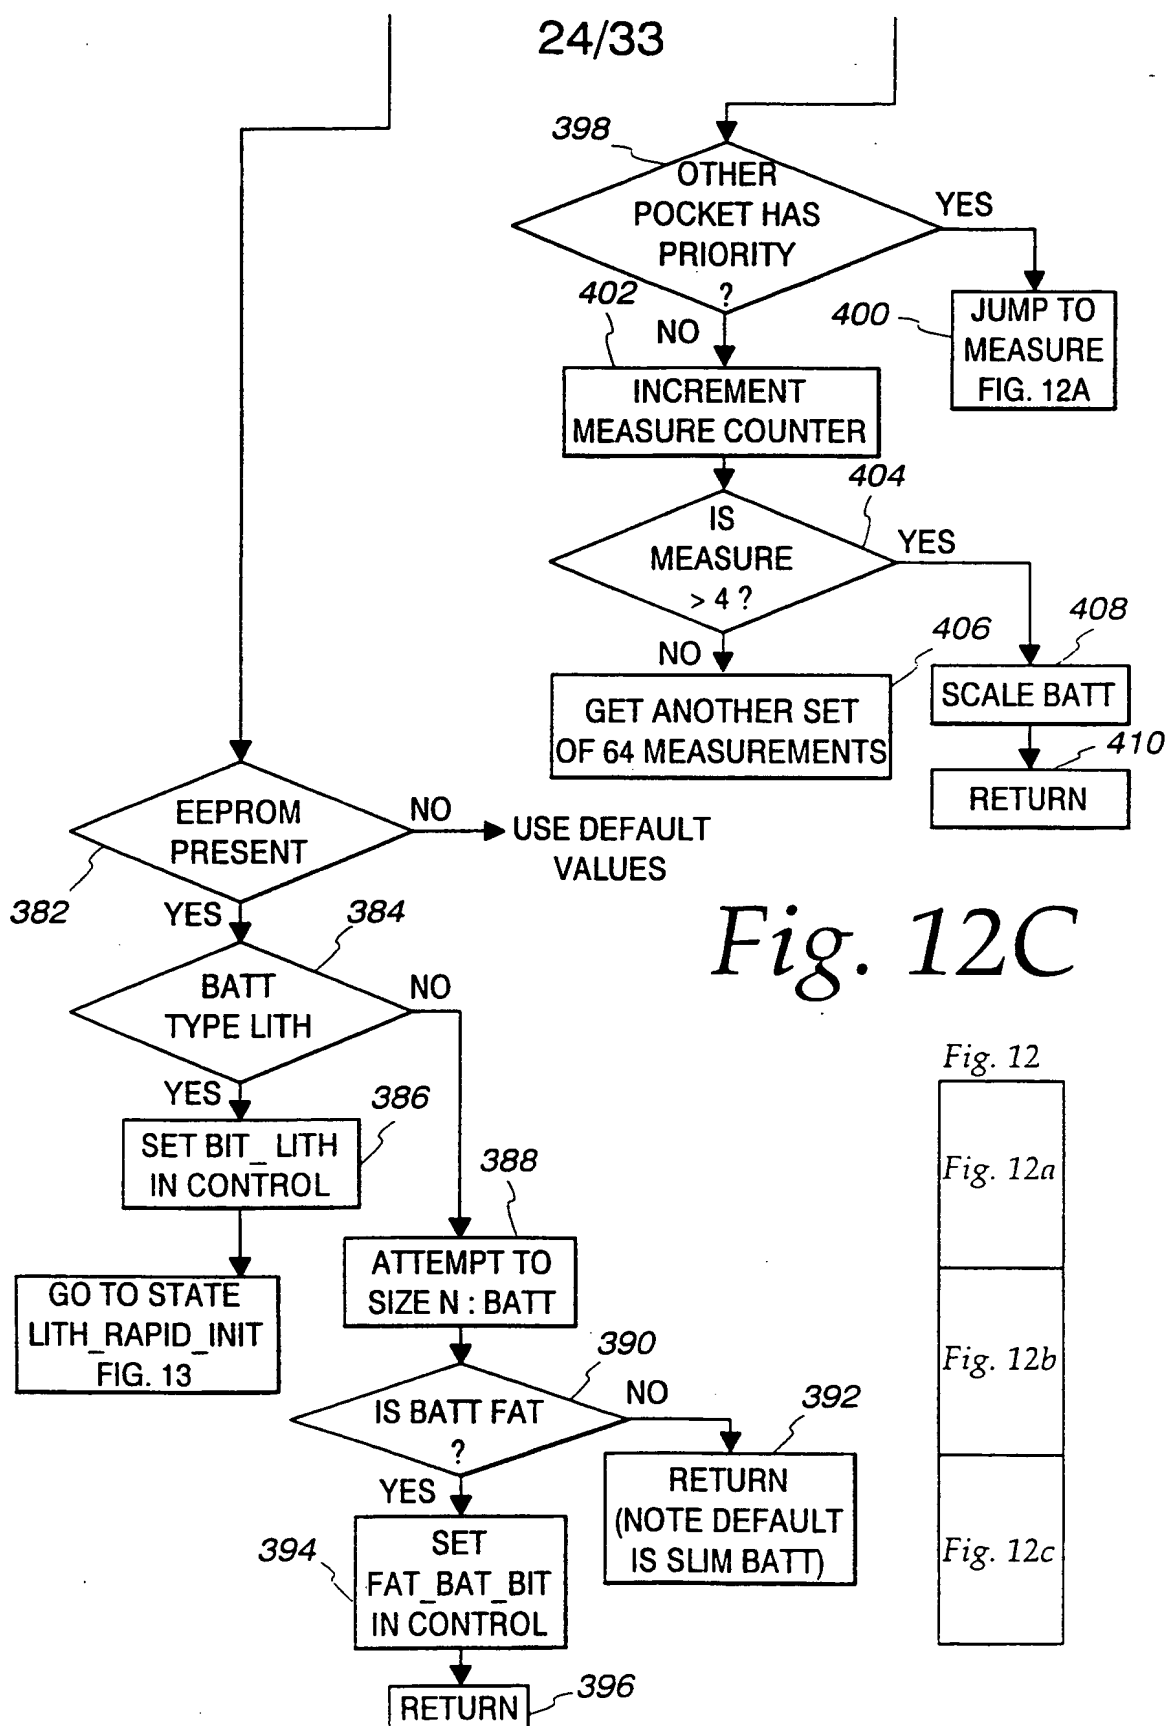 24/33
398
OTHER
POCKET HAS
PRIORITY
?
YES
402
NO
400
JUMP TO
MEASURE
FIG. 12A
INCREMENT
MEASURE COUNTER
404
IS
MEASURE
> 4 ?
YES
NO
406
408
GET ANOTHER SET
OF 64 MEASUREMENTS
SCALE BATT
410
RETURN
EEPROM
PRESENT
NO
USE DEFAULT
VALUES
382
YES
384
Fig. 12C
BATT
TYPE LITH
NO
YES
386
SET BIT_ LITH
IN CONTROL
388
GO TO STATE
LITH_RAPID_INIT
FIG. 13
ATTEMPT TO
SIZE N : BATT
390
IS BATT FAT
?
NO
392
YES
RETURN
(NOTE DEFAULT
IS SLIM BATT)
394
SET
FAT_BAT_BIT
IN CONTROL
RETURN
396
Fig. 12
Fig. 12a
Fig. 12b
Fig. 12c